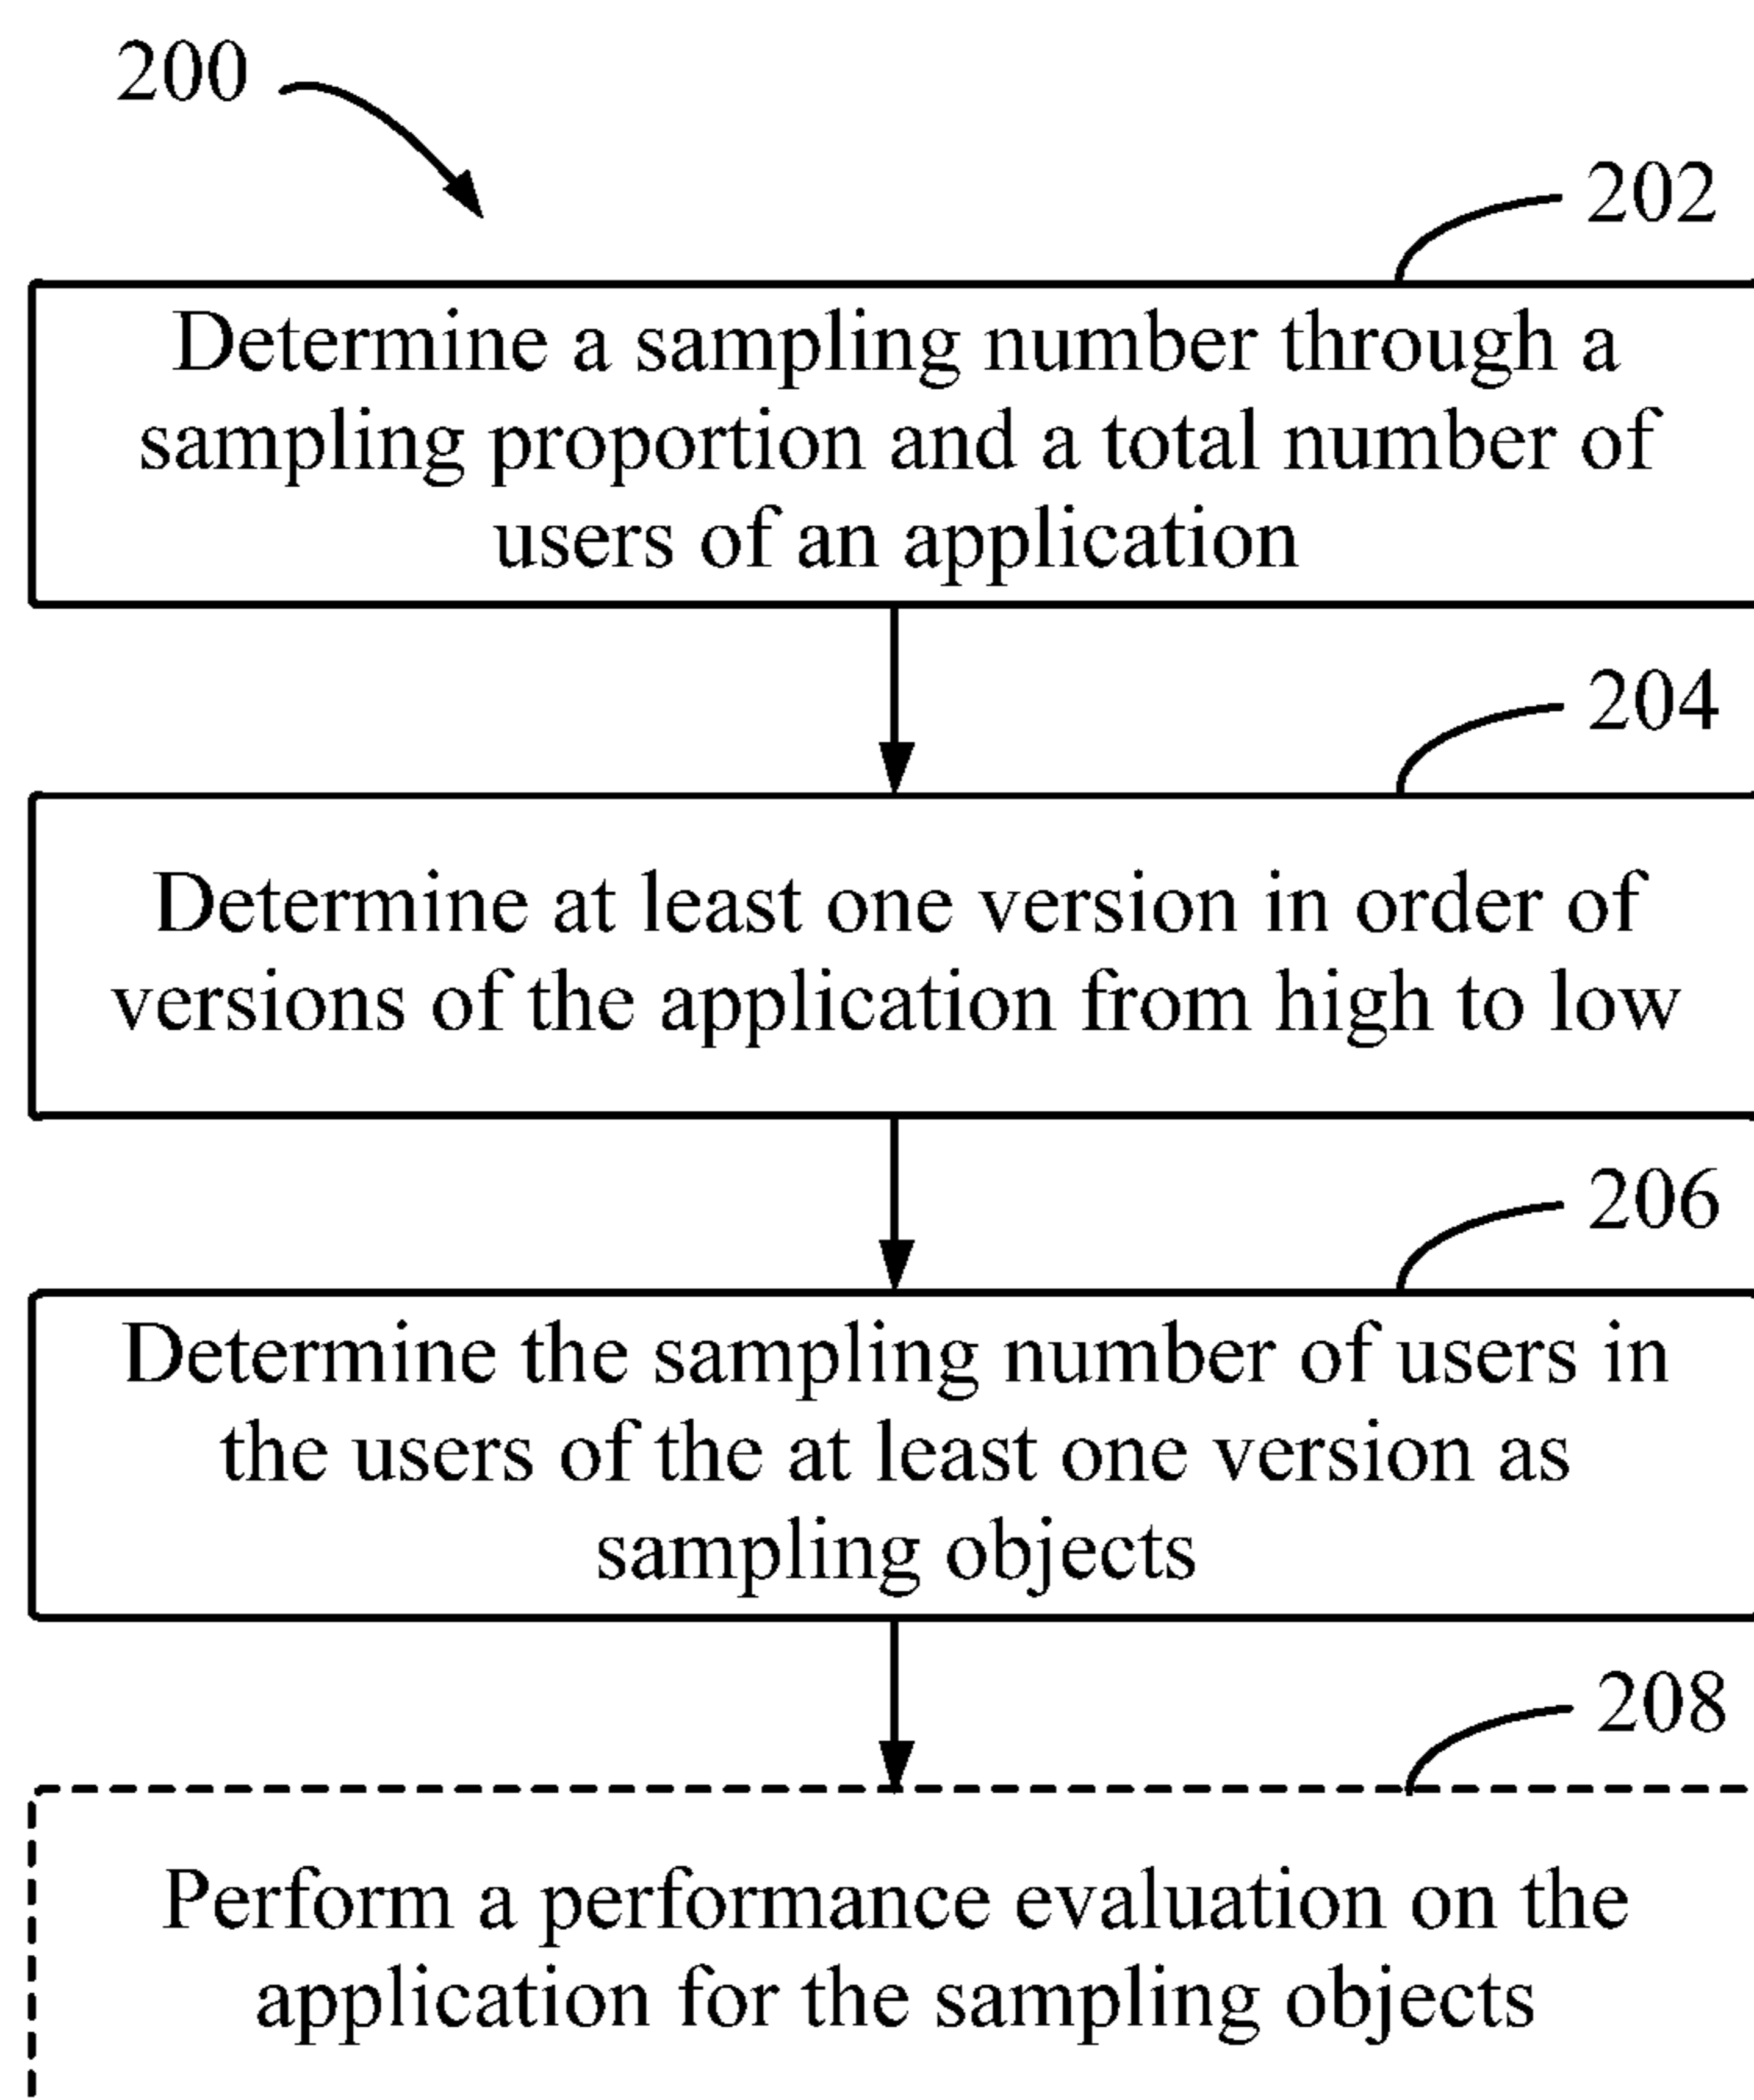 200
202
Determine a sampling number through a
sampling proportion and a total number of
users of an application
204
Determine at least one version in order of
versions of the application from high to low
206
Determine the sampling number of users in
the users of the at least one version as
sampling objects
208
Perform a performance evaluation on the
application for the sampling objects